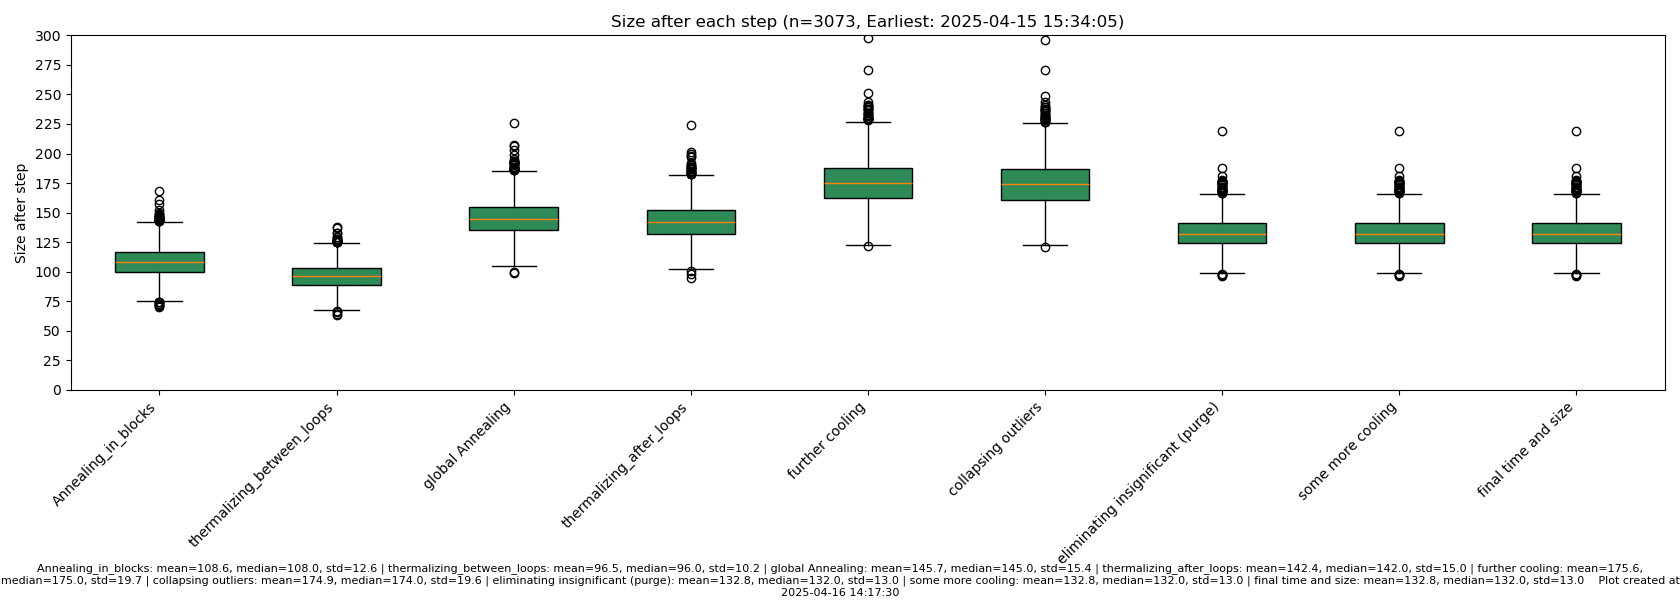 Size after each step (n=3073, Earliest: 2025-04-15 15:34:05)
300
275
250
225
200
175
150
125
100
75
50
25
0
Size after step
Annealing_in_blocks
thermalizing_between_loops
global Annealing
thermalizing_after_loops
further cooling
collapsing outliers
eliminating insignificant (purge)
some more cooling
final time and size
Annealing_in_blocks: mean=108.6, median=108.0, std=12.6 | thermalizing_between_loops: mean=96.5, median=96.0, std=10.2 | global Annealing: mean=145.7, median=145.0, std=15.4 | thermalizing_after_loops: mean=142.4, median=142.0, std=15.0 | further cooling: mean=175.6,
median=175.0, std=19.7 | collapsing outliers: mean=174.9, median=174.0, std=19.6 | eliminating insignificant (purge): mean=132.8, median=132.0, std=13.0 | some more cooling: mean=132.8, median=132.0, std=13.0 | final time and size: mean=132.8, median=132.0, std=13.0 Plot created at
2025-04-16 14:17:30